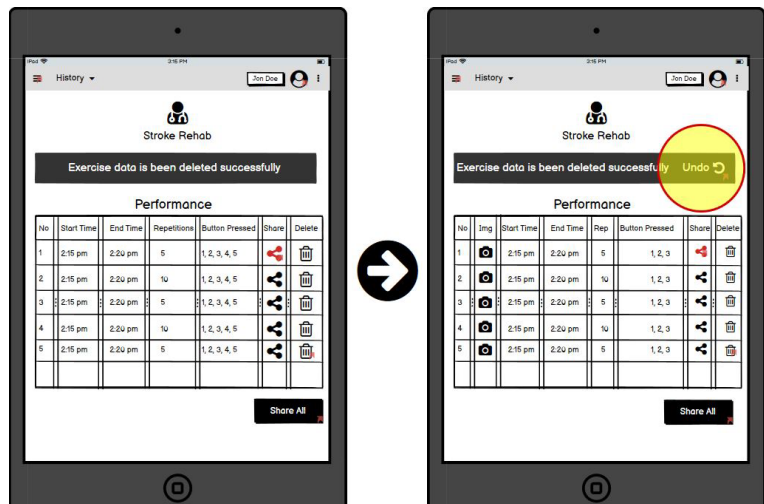 iPad 3:15 PM
History Jon Doe
Stroke Rehab
Exercise data is been deleted successfully
Performance
No Start Time End Time Repetitions Button Pressed Share Delete
1 2:15 pm 2:20 pm 5 1, 2, 3, 4, 5
2 2:15 pm 2:20 pm 10 1, 2, 3, 4, 5
3 2:15 pm 2:20 pm 5 1, 2, 3, 4, 5
4 2:15 pm 2:20 pm 10 1, 2, 3, 4, 5
5 2:15 pm 2:20 pm 5 1, 2, 3, 4, 5
Share All
iPad 3:15 PM
History Jon Doe
Stroke Rehab
Exercise data is been deleted successfully Undo
Performance
No Img Start Time End Time Rep Button Pressed Share Delete
1 2:15 pm 2:20 pm 5 1, 2, 3
2 2:15 pm 2:20 pm 10 1, 2, 3
3 2:15 pm 2:20 pm 5 1, 2, 3
4 2:15 pm 2:20 pm 10 1, 2, 3
5 2:15 pm 2:20 pm 5 1, 2, 3
Share All